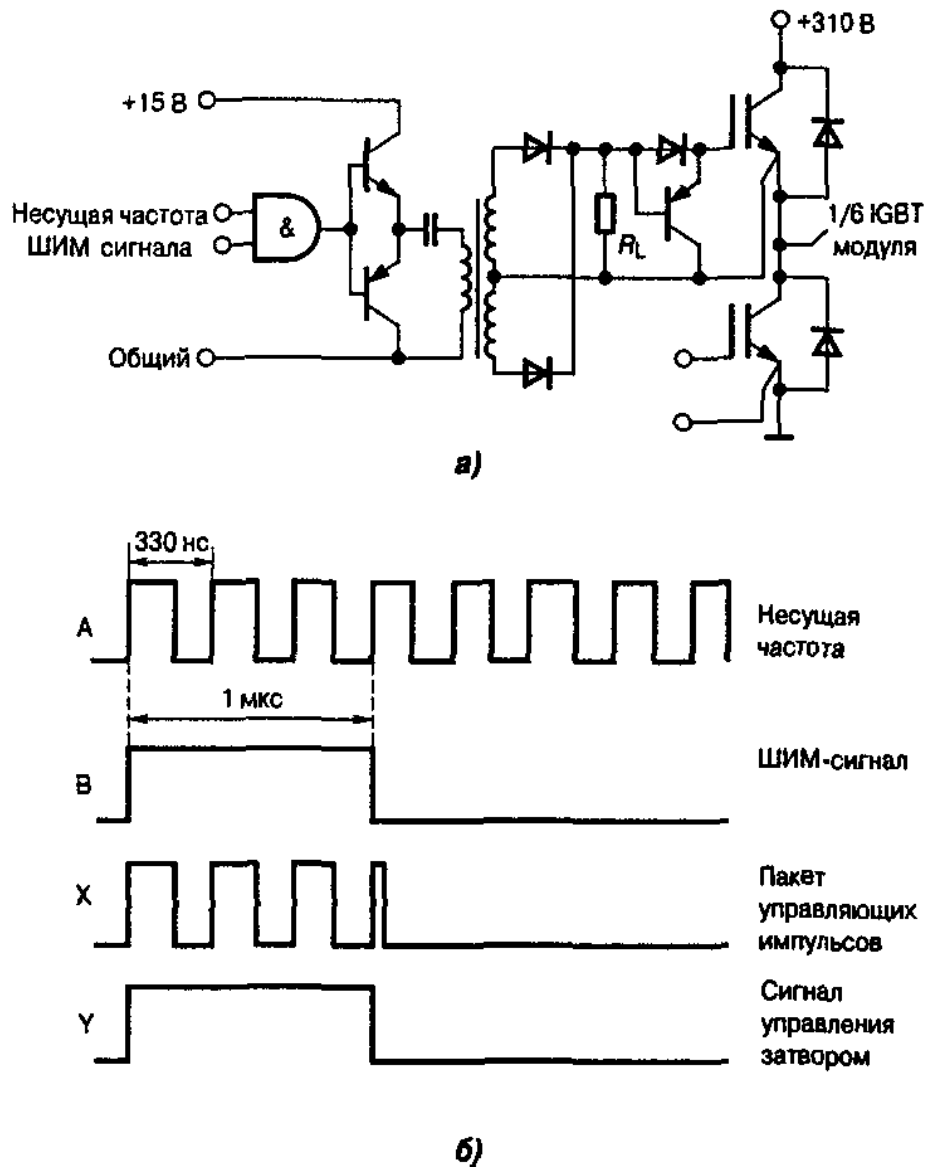 +310 В
+15 В
Несущая частота
ШИМ сигнала
&
R_L
1/6 IGBT
модуля
Общий
а)
330 нс
A
Несущая
частота
1 мкс
B
ШИМ-сигнал
X
Пакет
управляющих
импульсов
Y
Сигнал
управления
затвором
б)